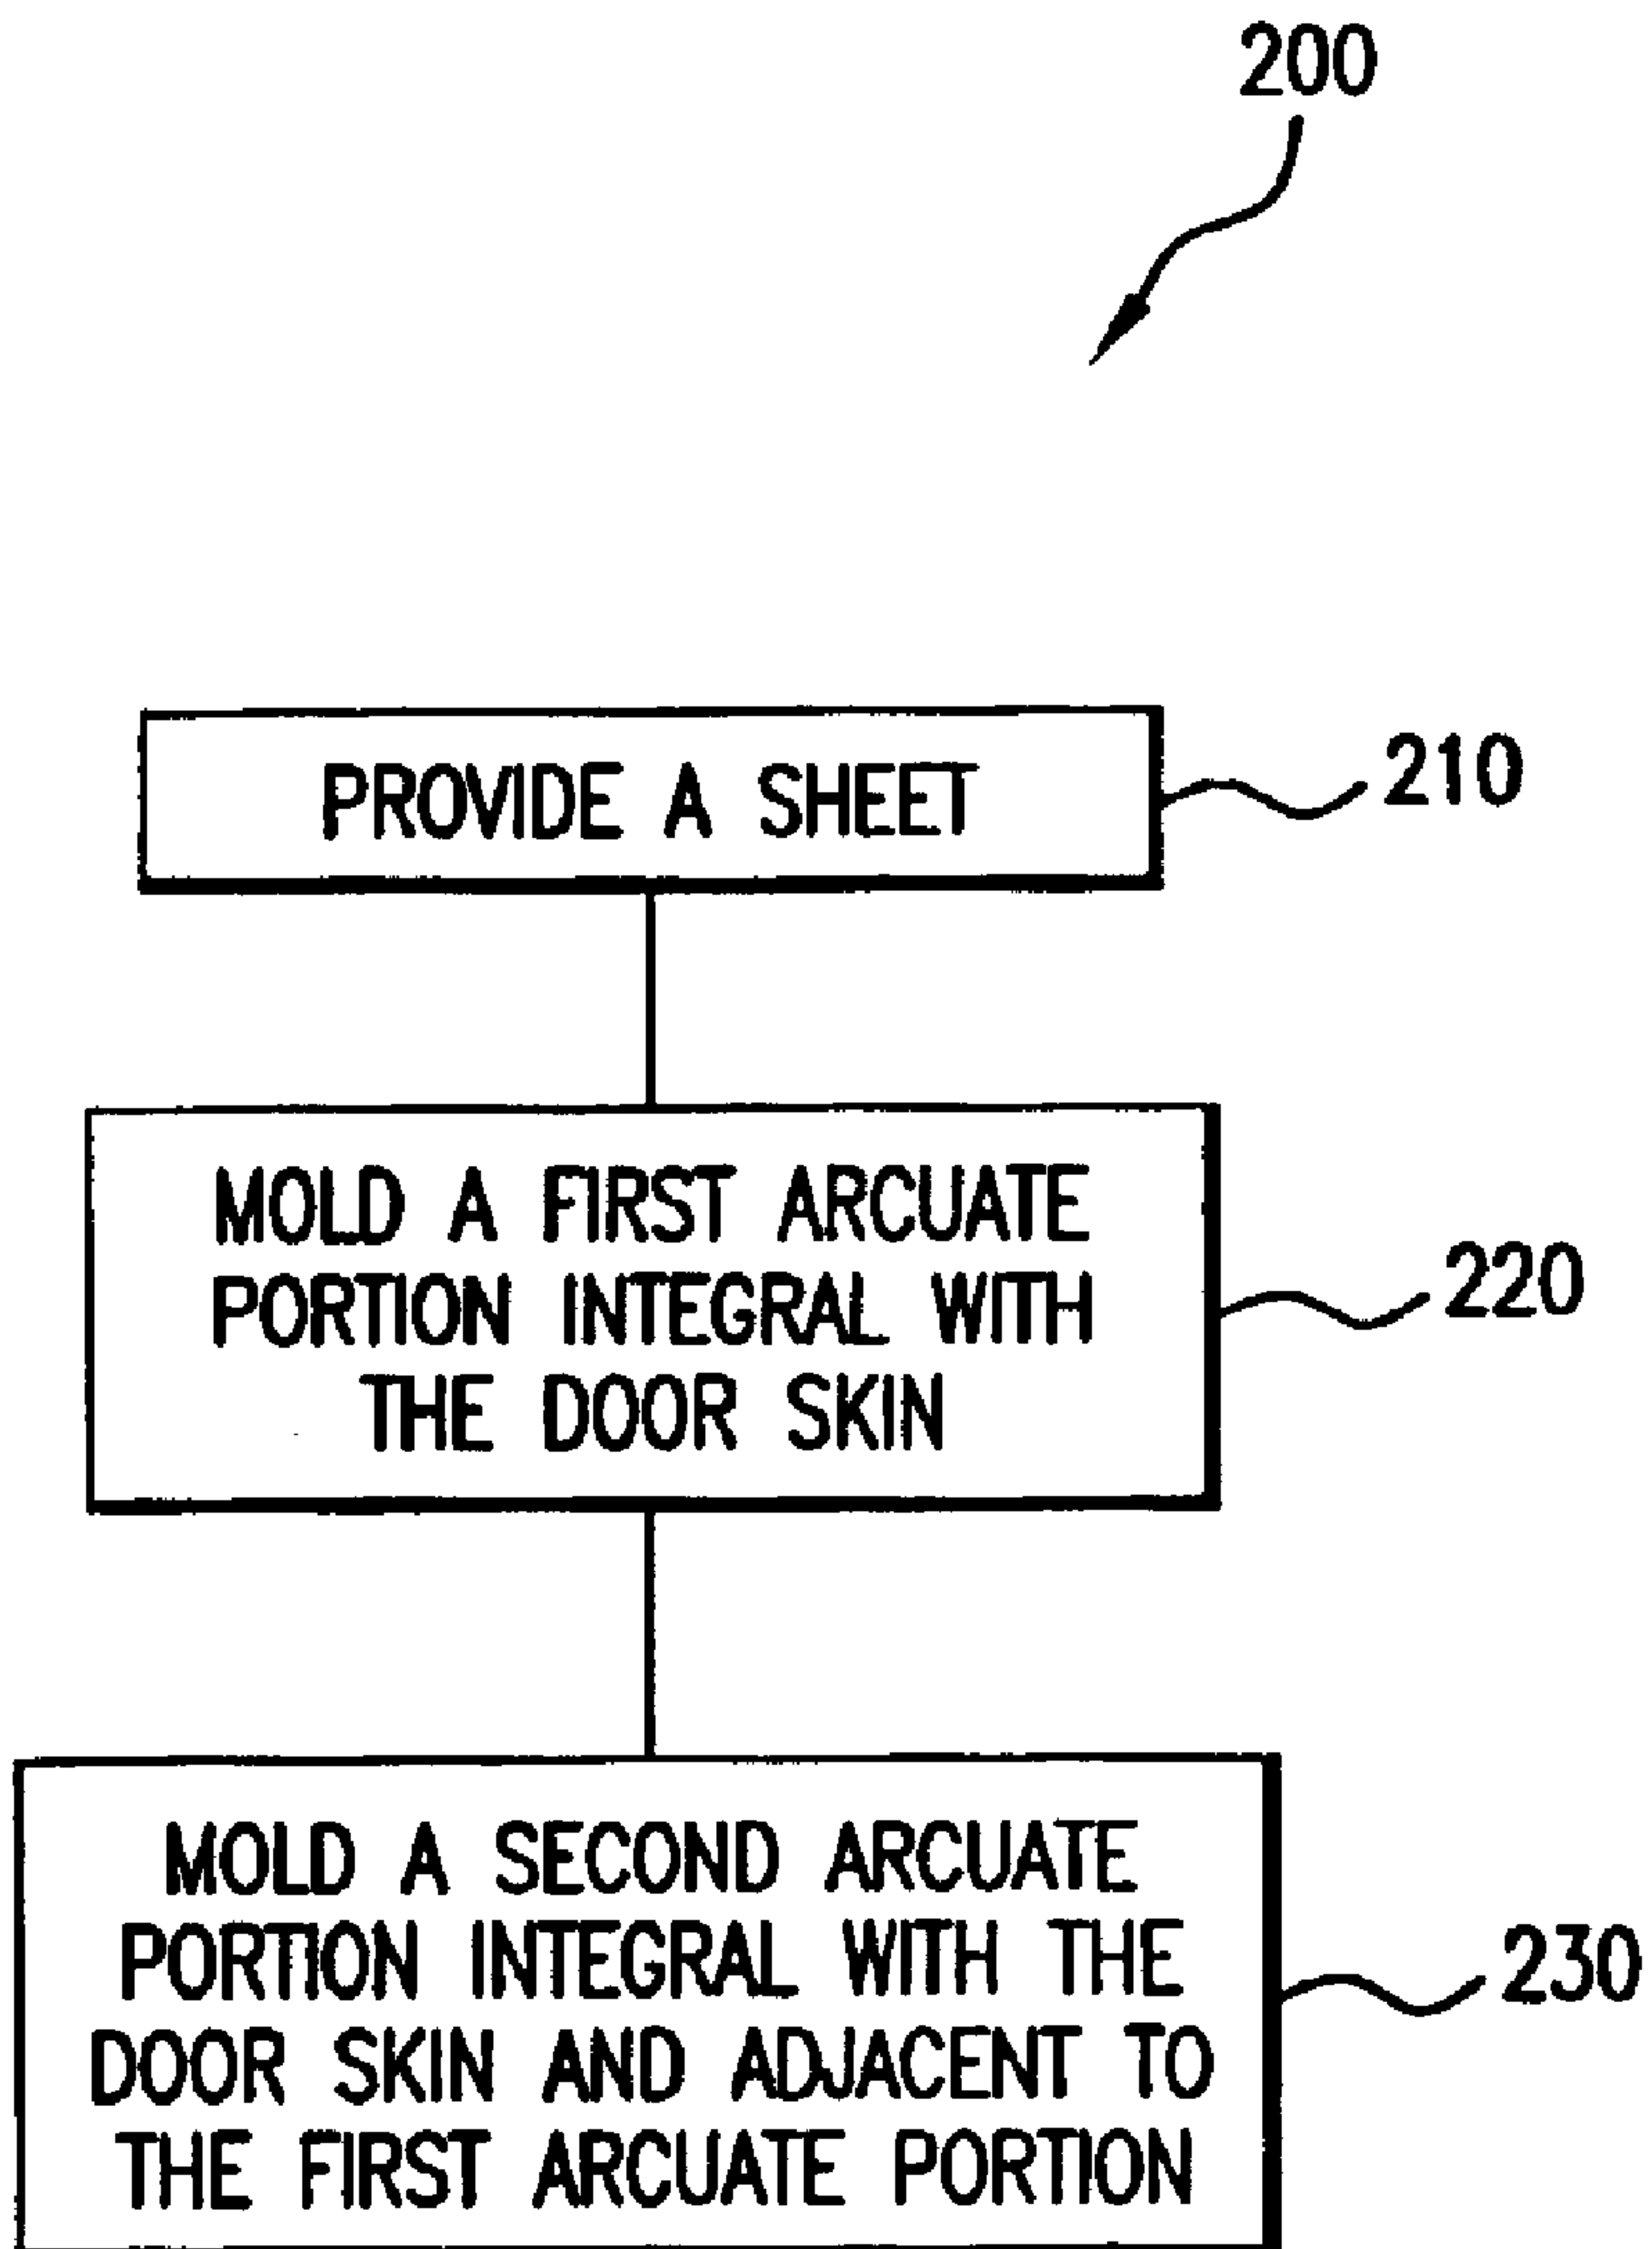 200
PROVIDE A SHEET
210
MOLD A FIRST ARCUATE
PORTION INTEGRAL WITH
THE DOOR SKIN
220
MOLD A SECOND ARCUATE
PORTION INTEGRAL WITH THE
DOOR SKIN AND ADJACENT TO
THE FIRST ARCUATE PORTION
230